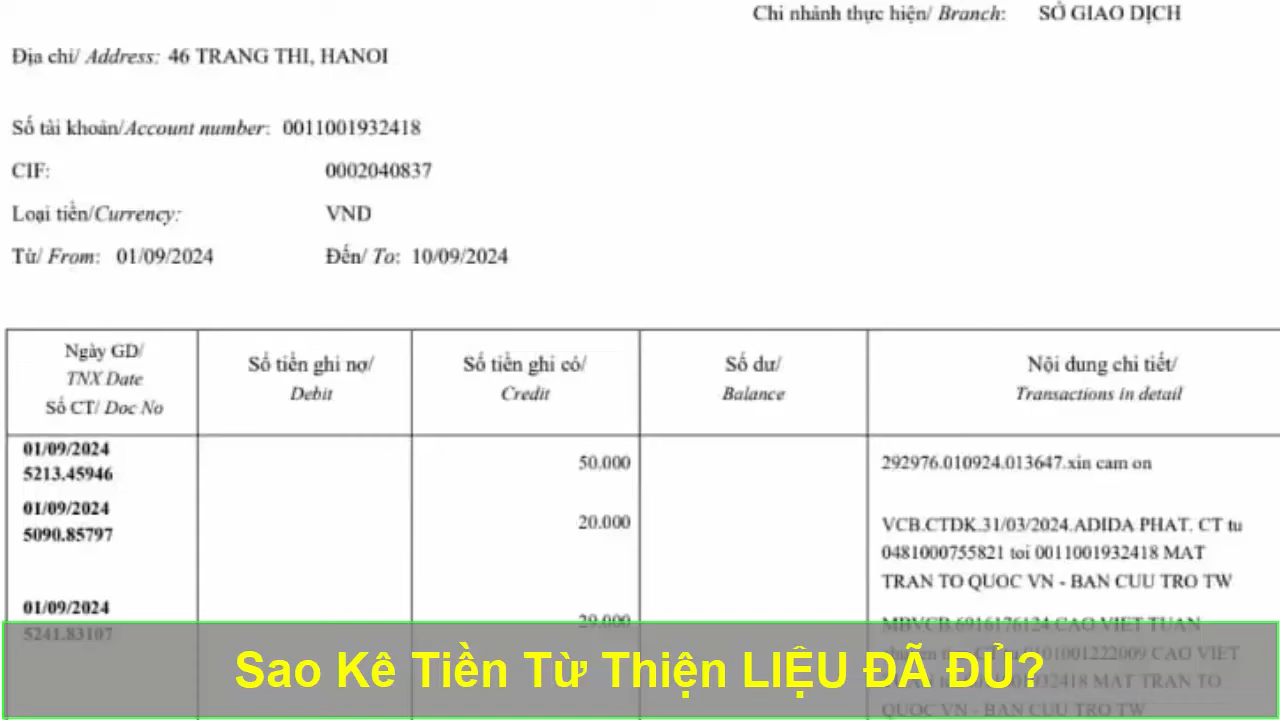 Chi nhánh thực hiện/ Branch: SỞ GIAO DỊCH
Địa chỉ/ Address: 46 TRANG THI, HANOI
Số tài khoản/Account number: 0011001932418
CIF: 0002040837
Loại tiền/Currency: VND
Từ/ From: 01/09/2024 Đến/ To: 10/09/2024
Ngày GD/
TNX Date
Số CT/ Doc No
Số tiền ghi nợ/
Debit
Số tiền ghi có/
Credit
Số dư/
Balance
Nội dung chi tiết/
Transactions in detail
01/09/2024
5213.45946
50.000
292976.010924.013647.xin cam on
01/09/2024
5090.85797
20.000
VCB.CTDK.31/03/2024.ADIDA PHAT. CT tu
0481000755821 toi 0011001932418 MAT
TRAN TO QUOC VN - BAN CUU TRO TW
01/09/2024
5241.83107
29.000
MBVCB.6916176124.CAO VIET TUAN
CT tu 0101001222009 CAO VIET
MAT TRAN TO
QUOC VN - BAN CUU TRO TW
Sao Kê Tiền Từ Thiện LIỆU ĐÃ ĐỦ?